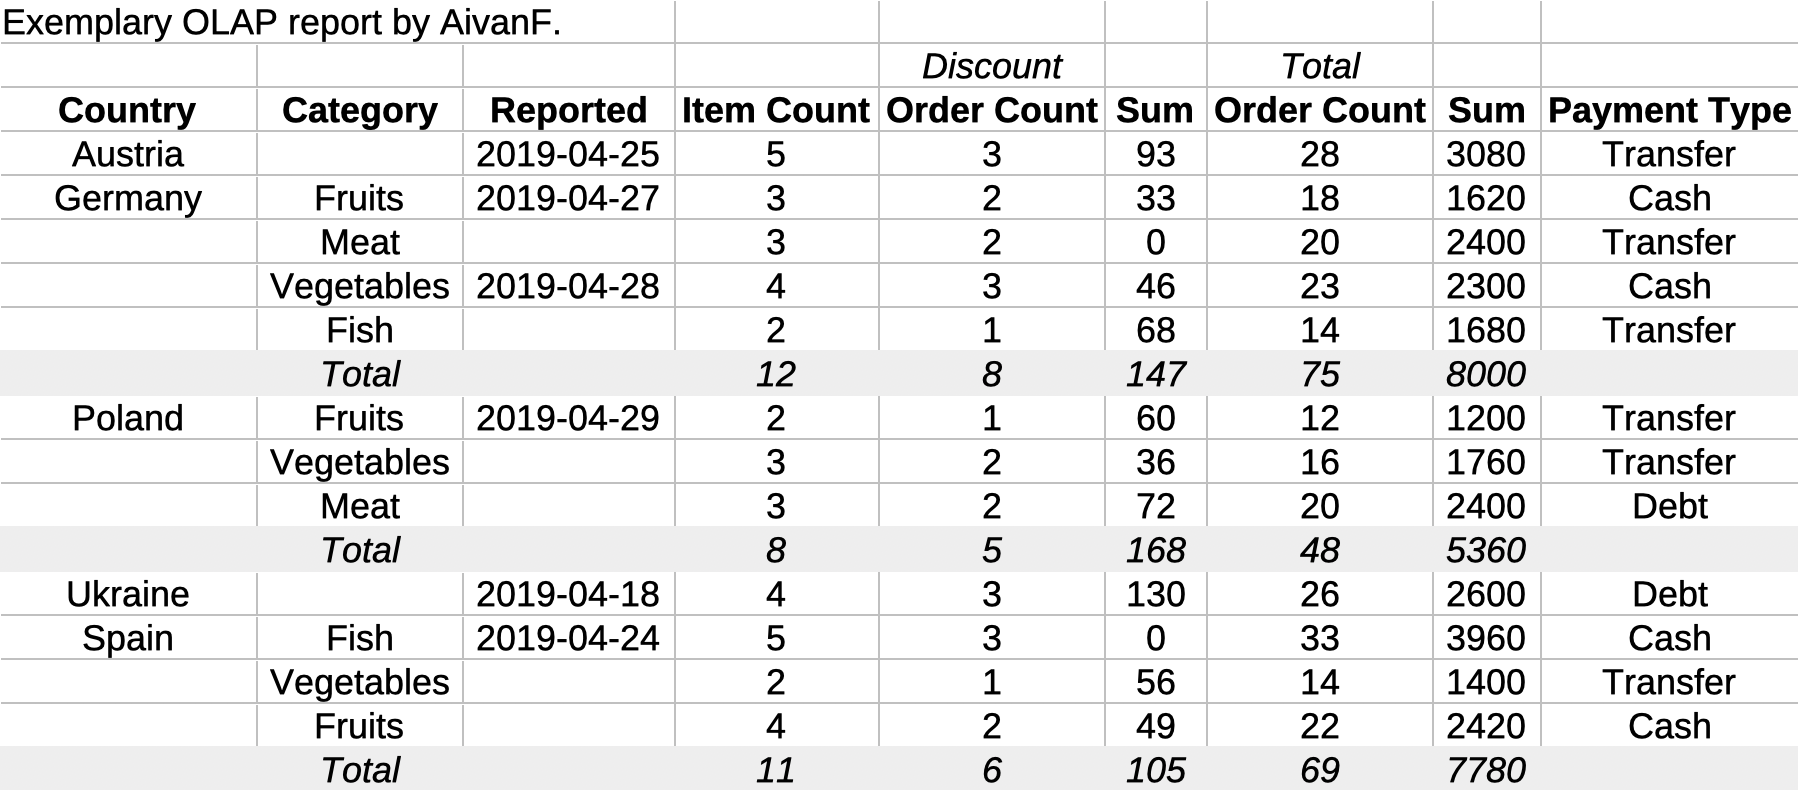 Exemplary OLAP report by AivanF.
Discount Total
Country Category Reported Item Count Order Count Sum Order Count Sum Payment Type
Austria 2019-04-25 5 3 93 28 3080 Transfer
Germany Fruits 2019-04-27 3 2 33 18 1620 Cash
Meat 3 2 0 20 2400 Transfer
Vegetables 2019-04-28 4 3 46 23 2300 Cash
Fish 2 1 68 14 1680 Transfer
Total 12 8 147 75 8000
Poland Fruits 2019-04-29 2 1 60 12 1200 Transfer
Vegetables 3 2 36 16 1760 Transfer
Meat 3 2 72 20 2400 Debt
Total 8 5 168 48 5360
Ukraine 2019-04-18 4 3 130 26 2600 Debt
Spain Fish 2019-04-24 5 3 0 33 3960 Cash
Vegetables 2 1 56 14 1400 Transfer
Fruits 4 2 49 22 2420 Cash
Total 11 6 105 69 7780